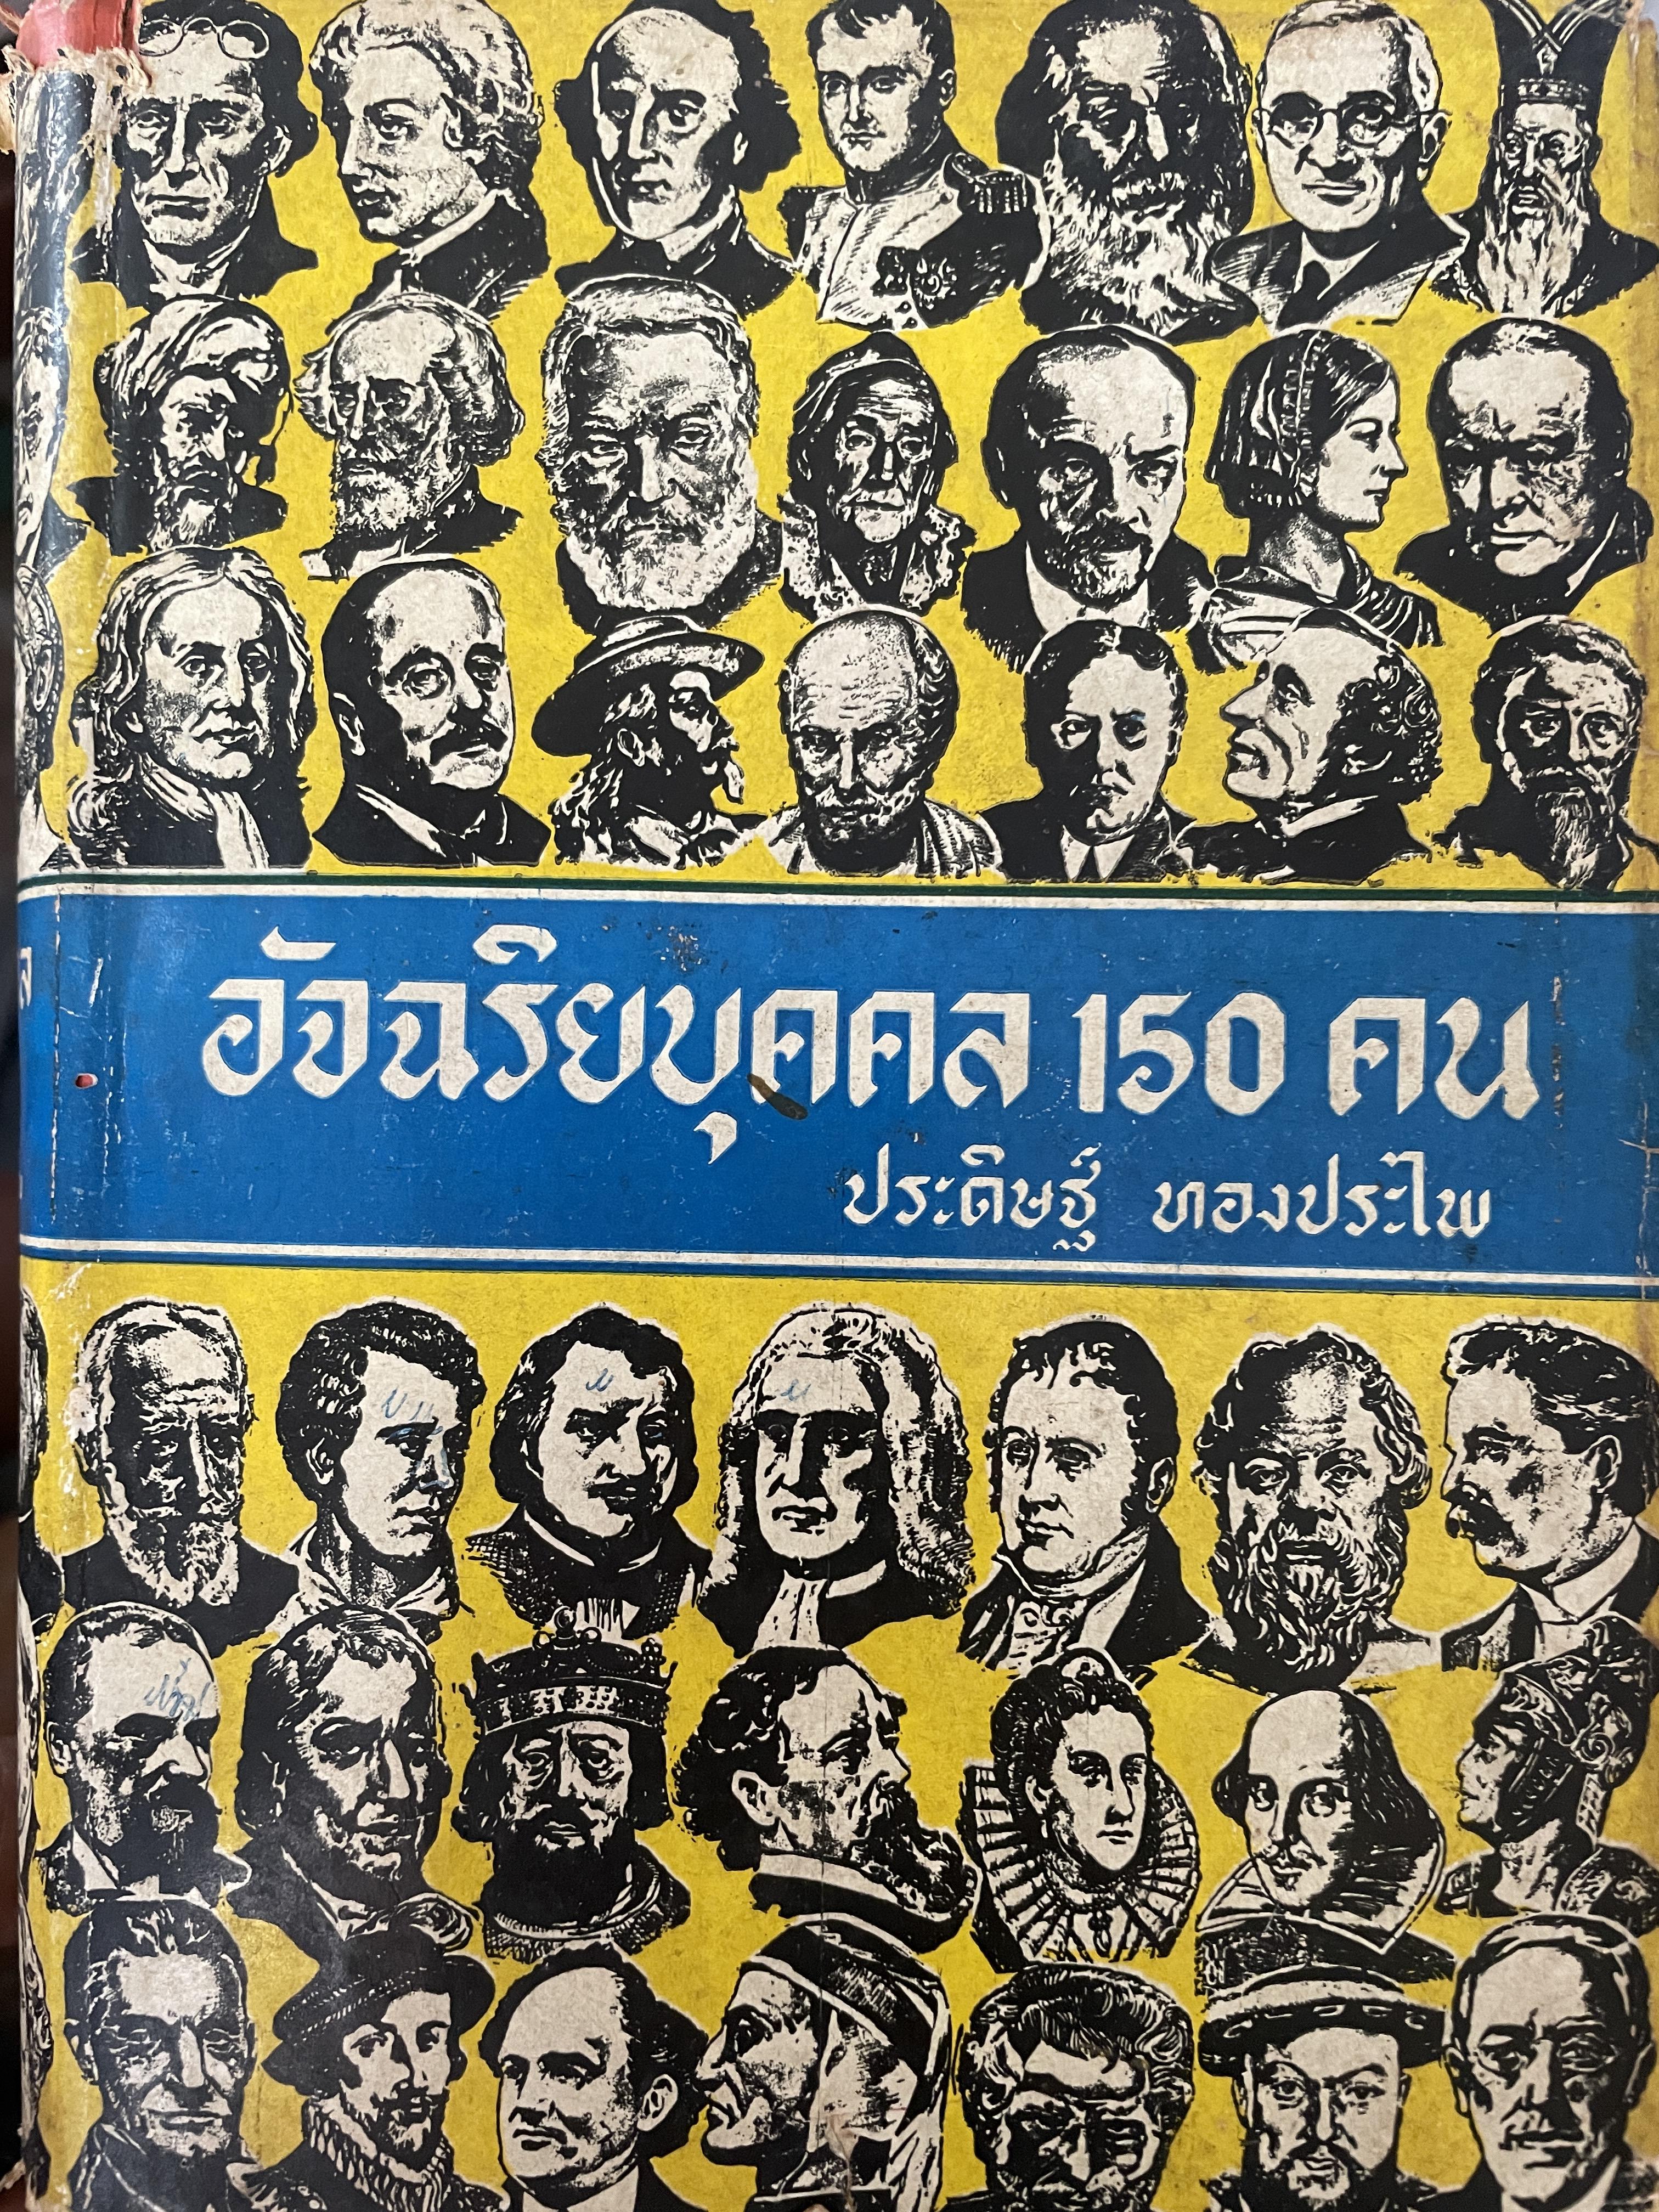 อัจฉริยบุคคล 150 คน
ประดิษฐ์ ทองประไพ
ล